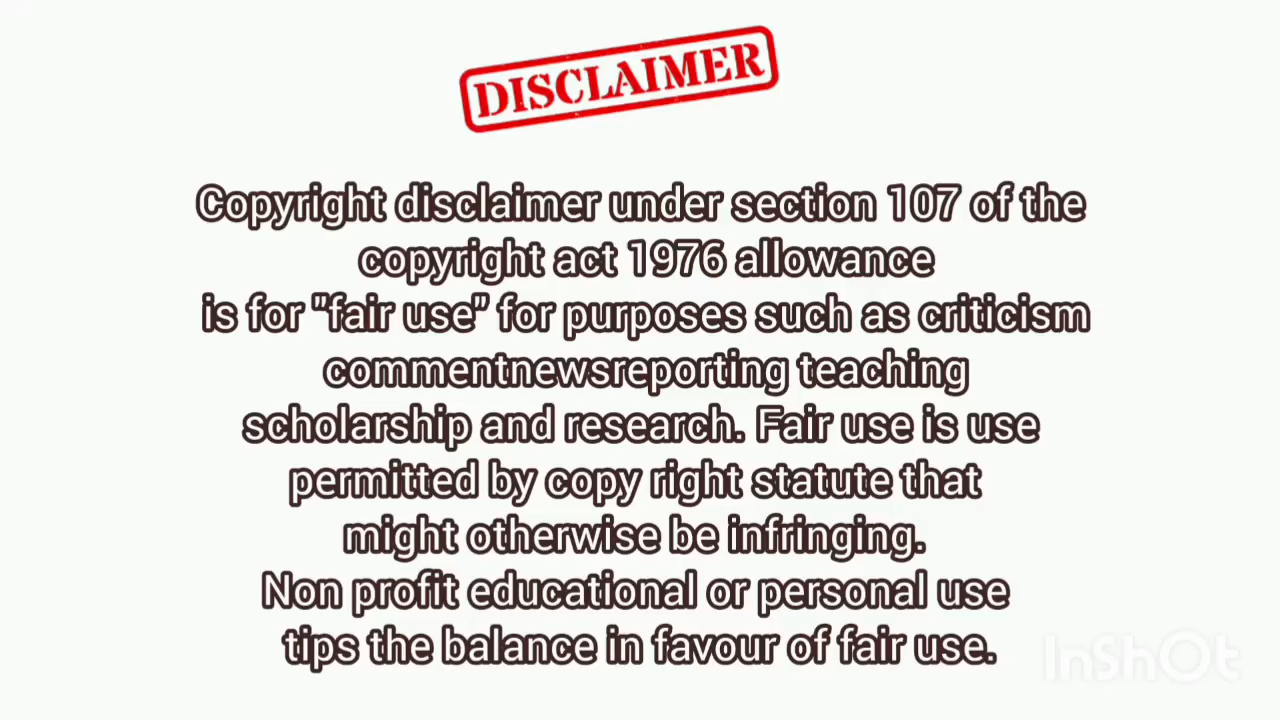 DISCLAIMER
Copyright disclaimer under section 107 of the
copyright act 1976 allowance
is for "fair use" for purposes such as criticism
commentnewsreporting teaching
scholarship and research. Fair use is use
permitted by copy right statute that
might otherwise be infringing.
Non profit educational or personal use
tips the balance in favour of fair use.
InShOt